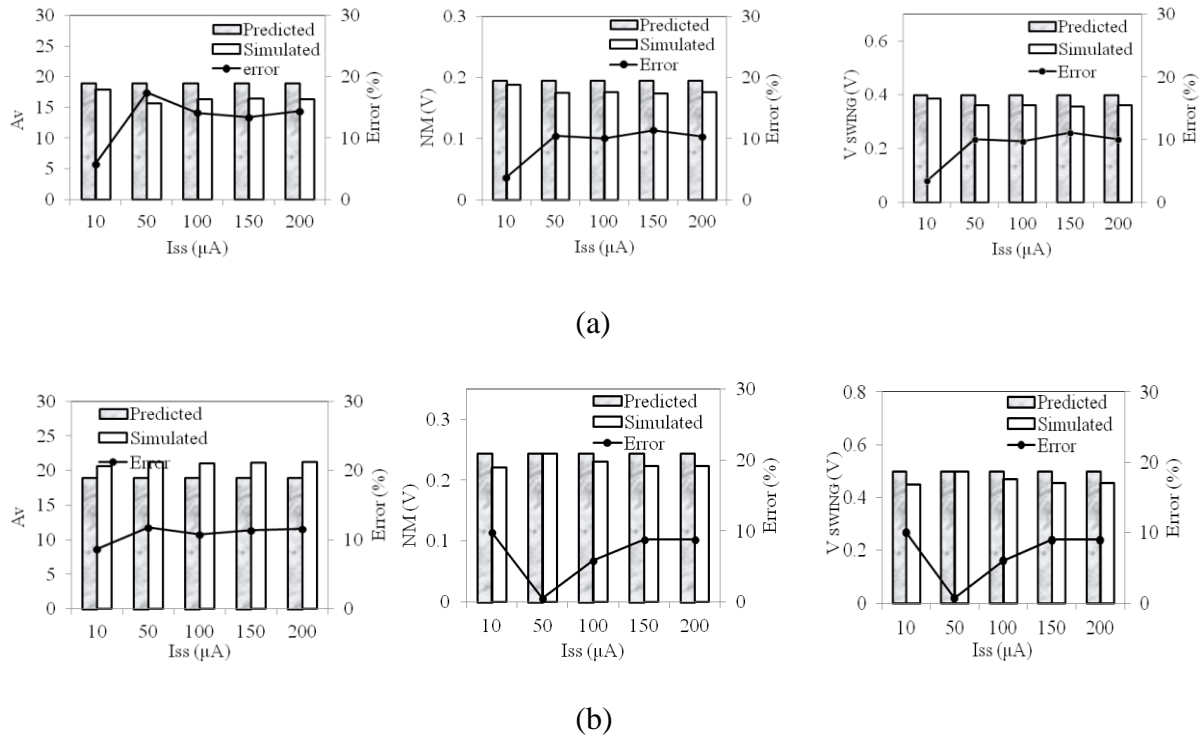 30
25
20
15
10
5
0
Av
Predicted
Simulated
error
30
20
10
0
Error (%)
10 50 100 150 200
Iss (μA)
0.3
0.2
0.1
0
NM (V)
Predicted
Simulated
Error
30
20
10
0
Error (%)
10 50 100 150 200
Iss (μA)
0.6
0.4
0.2
0
V SWING (V)
Predicted
Simulated
Error
30
20
10
0
Error (%)
10 50 100 150 200
Iss (μA)
(a)
30
25
20
15
10
5
0
Av
Predicted
Simulated
Error
30
20
10
0
Error (%)
10 50 100 150 200
Iss (μA)
0.3
0.2
0.1
0
NM (V)
Predicted
Simulated
Error
30
20
10
0
Error (%)
10 50 100 150 200
Iss (μA)
0.8
0.6
0.4
0.2
0
V SWING (V)
Predicted
Simulated
Error
30
20
10
0
Error (%)
10 50 100 150 200
Iss (μA)
(b)